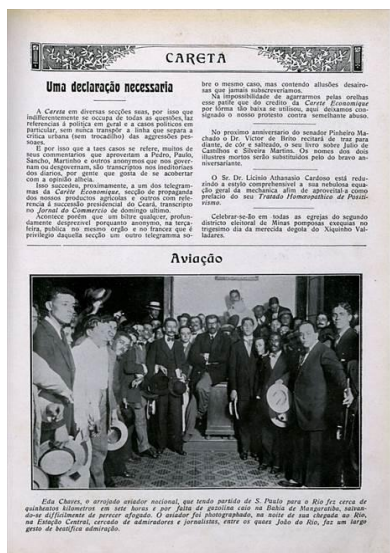 CARETA
Uma declaração necessaria
A Careta em diversas secções suas, por isso que
indifferentemente se occupa de todas as questões, faz
referencias á politica em geral e a casos politicos em
particular, sem nunca transpôr a linha que separa a
critica urbana (sem trocadilho) das aggressões pes-
soaes.
E por isso que a taes casos se refere, muitos de
seus commentarios que aproveitam a Pedro, Paulo,
Sancho, Martinho e outros anonymos que nos gover-
nam ou desgovernam, são transcriptos nos ineditoriaes
dos diarios, por gente que gosta de se acobertar
com a opinião alheia.
Isso succedeu, proximamente, a um dos telegram-
mas da Carète Economique, secção de propaganda
dos nossos productos agricolas e outros com refe-
rencia á successão presidencial do Ceará, transcripto
no Jornal do Commercio de domingo ultimo.
Acontece porém que um biltre qualquer, profun-
damente despresivel porquanto anonymo, na terça-
feira, publica no mesmo orgão e no francez que é
privilegio daquella secção um outro telegramma so-
bre o mesmo caso, mas contendo allusões desairo-
sas que jamais subscreveriamos.
Na impossibilidade de agarrarmos pelas orelhas
esse patife que do credito da Carète Economique
por fórma tão baixa se utilisou, aqui deixamos con-
signado o nosso protesto contra semelhante abuso.
No proximo anniversario do senador Pinheiro Ma-
chado o Dr. Victor de Brito recitará de traz para
diante, de cór e salteado, o seu livro sobre Julio de
Castilhos e Silveira Martins. Os nomes dos dois
illustres mortos serão substituidos pelo do bravo an-
niversariante.
O Sr. Dr. Licinio Athanasio Cardoso está redu-
zindo a estylo comprehensivel a sua nebulosa equa-
ção geral da mechanica afim de aproveital-a como
prefacio do seu Tratado Homœopathico de Positi-
vismo.
Celebrar-se-ão em todas as egrejas do segundo
districto eleitoral de Minas pomposas exequias no
trigesimo dia da merecida degola do Xiquinho Val-
ladares.
Aviação
Edu Chaves, o arrojado aviador nacional, que tendo partido de S. Paulo para o Rio fez cerca de
quinhentos kilometros em sete horas e por falta de gazolina caio na Bahia de Mangaratiba, salvan-
do-se difficilmente de perecer afogado. O aviador foi photographado, na noite de sua chegada ao Rio,
na Estação Central, cercado de admiradores e jornalistas, entre os quaes João do Rio, faz um largo
gesto de beatifica admiração.